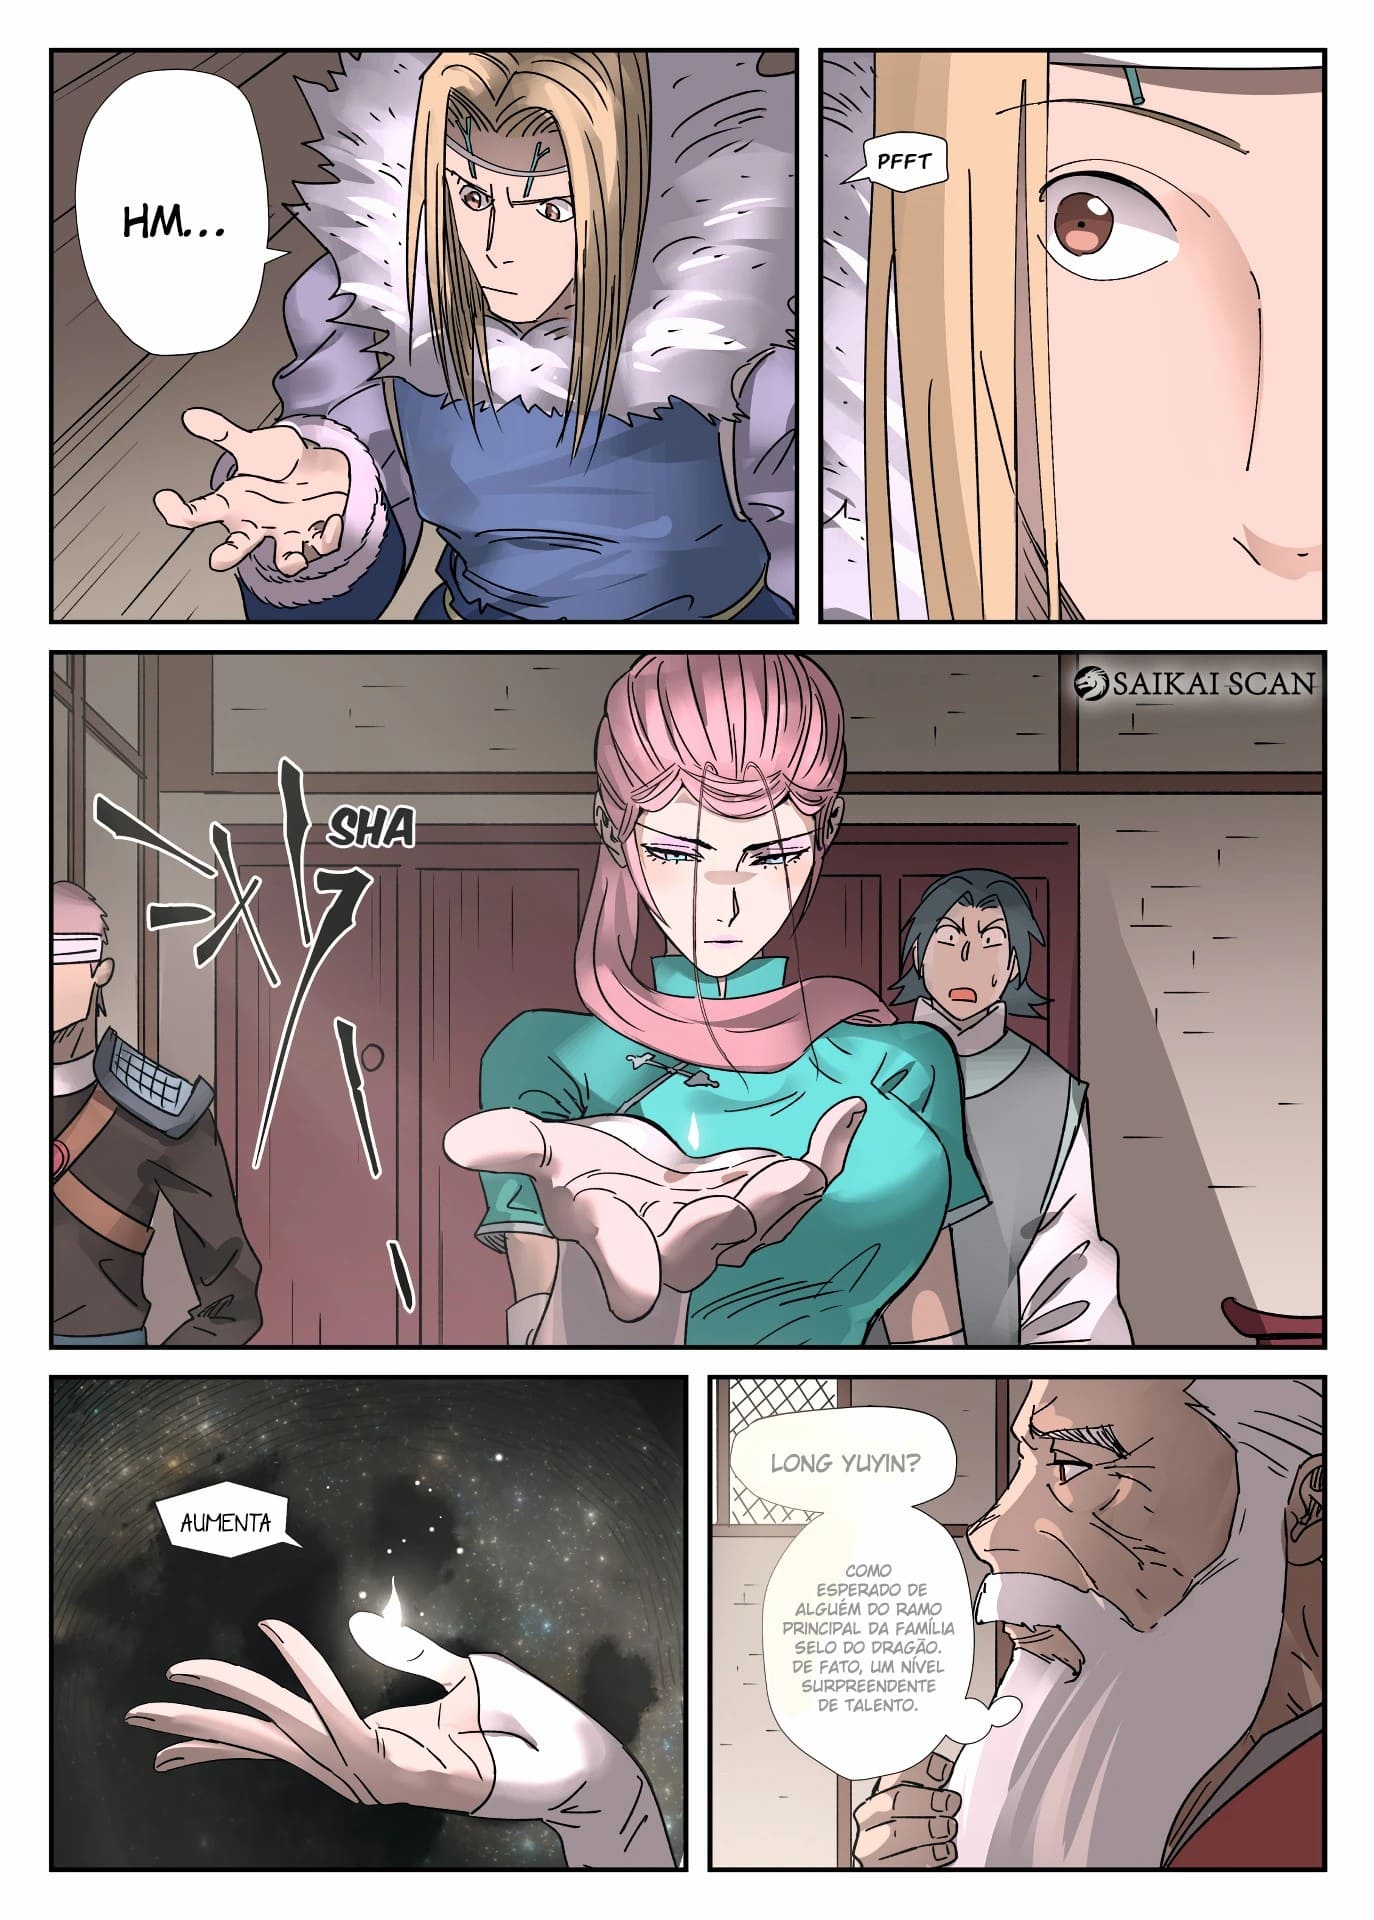 HM...
PFFT
SAIKAI SCAN
SHA
AUMENTA
LONG YUYIN?
COMO
ESPERADO DE
ALGUÉM DO RAMO
PRINCIPAL DA FAMÍLIA
SELO DO DRAGÃO.
DE FATO, UM NÍVEL
SURPREENDENTE
DE TALENTO.